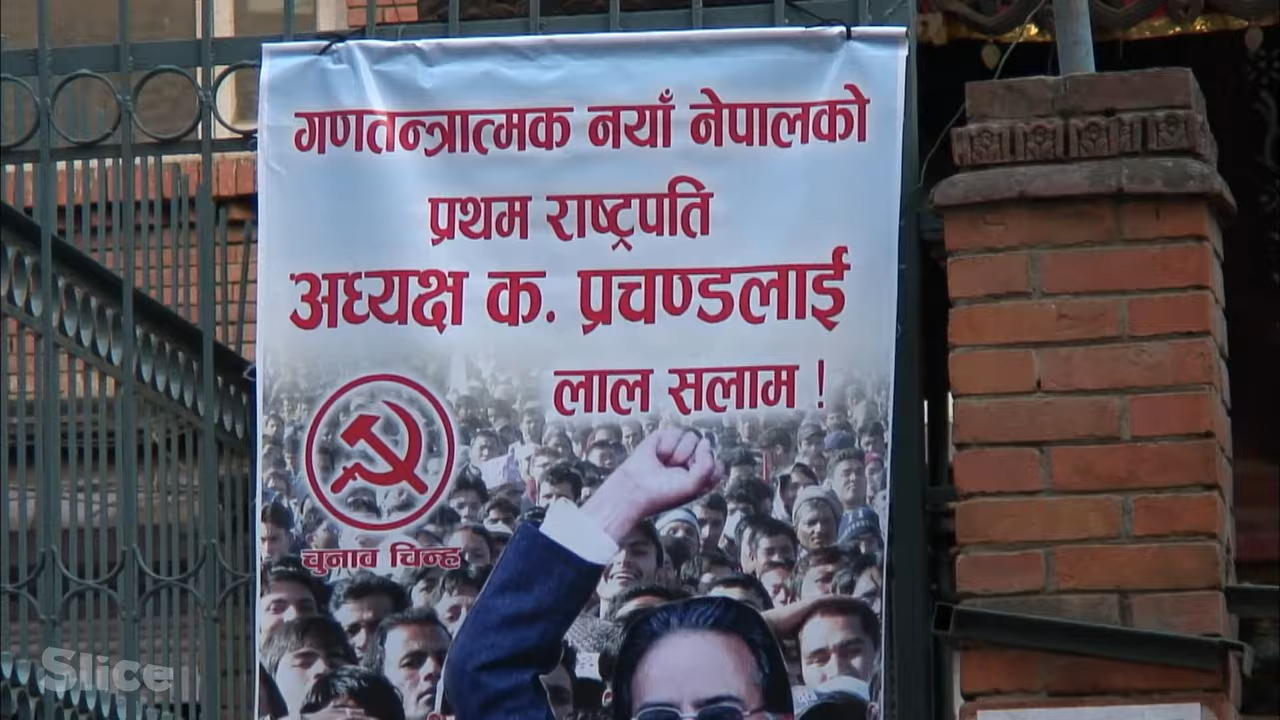 गणतन्त्रात्मक नयाँ नेपालको
प्रथम राष्ट्रपति
अध्यक्ष क. प्रचण्डलाई
लाल सलाम !
चुनाव चिन्ह
Slice